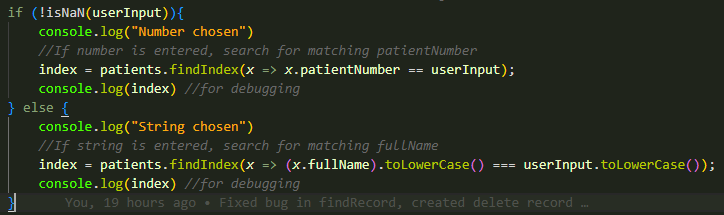 if (!isNaN(userInput)){
console.log("Number chosen")
//If number is entered, search for matching patientNumber
index = patients.findIndex(x => x.patientNumber == userInput);
console.log(index) //for debugging
} else {
console.log("String chosen")
//If string is entered, search for matching fullName
index = patients.findIndex(x => (x.fullName).toLowerCase() === userInput.toLowerCase());
console.log(index) //for debugging
} You, 19 hours ago • Fixed bug in findRecord, created delete record …